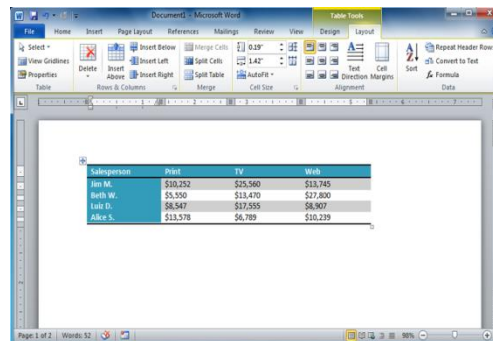 Document1 - Microsoft Word
Table Tools
File Home Insert Page Layout References Mailings Review View Design Layout
Select
View Gridlines
Properties
Table
Delete
Insert Above
Insert Below
Insert Left
Insert Right
Rows & Columns
Merge Cells
Split Cells
Split Table
Merge
0.19"
1.42"
AutoFit
Cell Size
Text Direction
Cell Margins
Alignment
Sort
Repeat Header Row
Convert to Text
Formula
Data
Salesperson Print TV Web
Jim M. $10,252 $25,560 $13,745
Beth W. $5,550 $13,470 $27,800
Luiz D. $8,547 $17,555 $8,907
Alice S. $13,578 $6,789 $10,239
Page: 1 of 2 Words: 52 98%